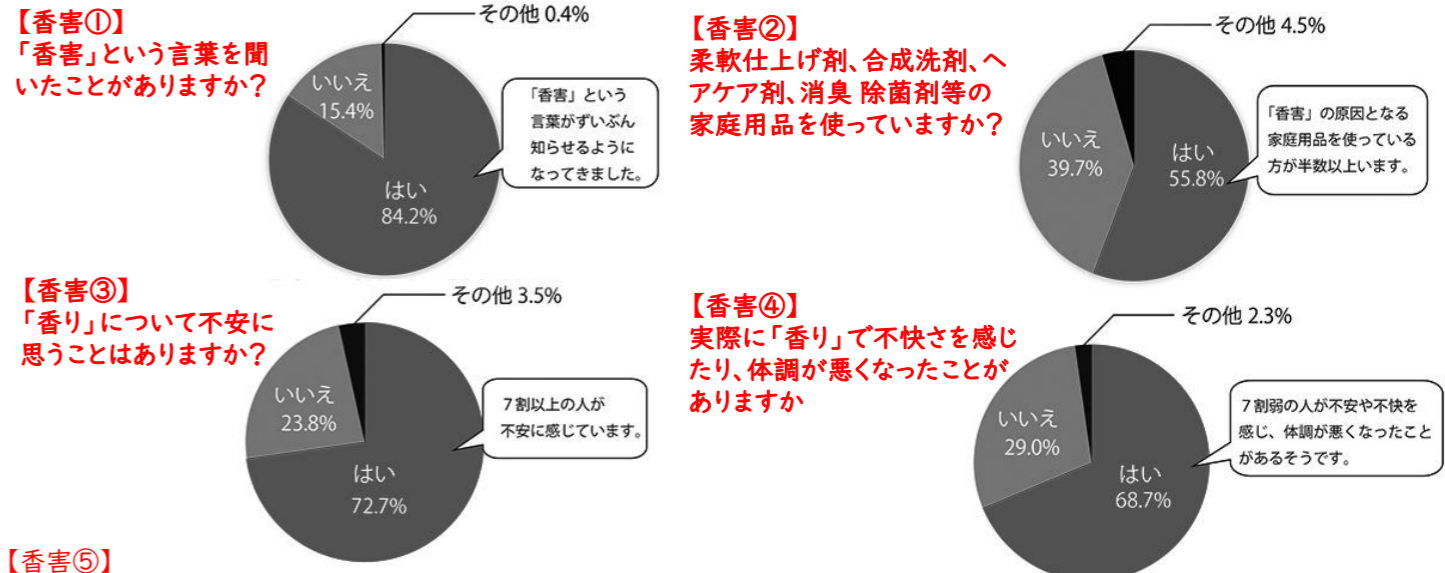 【香害①】
「香害」という言葉を聞
いたことがありますか?
その他 0.4%
いいえ
15.4%
はい
84.2%
「香害」という
言葉がずいぶん
知らせるように
なってきました。
【香害②】
柔軟仕上げ剤、合成洗剤、ヘ
アケア剤、消臭 除菌剤等の
家庭用品を使っていますか?
その他 4.5%
いいえ
39.7%
はい
55.8%
「香害」の原因となる
家庭用品を使っている
方が半数以上います。
【香害③】
「香り」について不安に
思うことはありますか?
その他 3.5%
いいえ
23.8%
はい
72.7%
7割以上の人が
不安に感じています。
【香害④】
実際に「香り」で不快さを感じ
たり、体調が悪くなったことが
ありますか
その他 2.3%
いいえ
29.0%
はい
68.7%
7割弱の人が不安や不快を
感じ、体調が悪くなったこと
があるそうです。
【香害⑤】